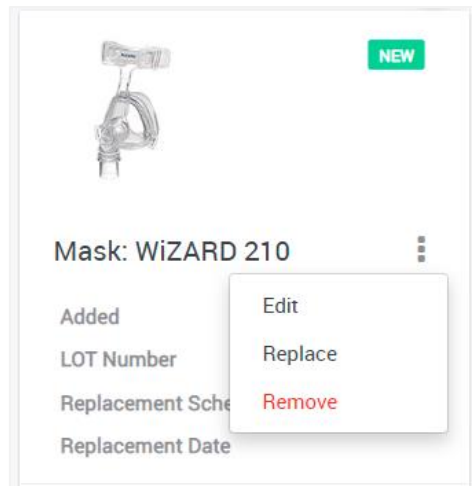 NEW
Mask: WiZARD 210
Added
Edit
LOT Number
Replace
Replacement Sche
Remove
Replacement Date